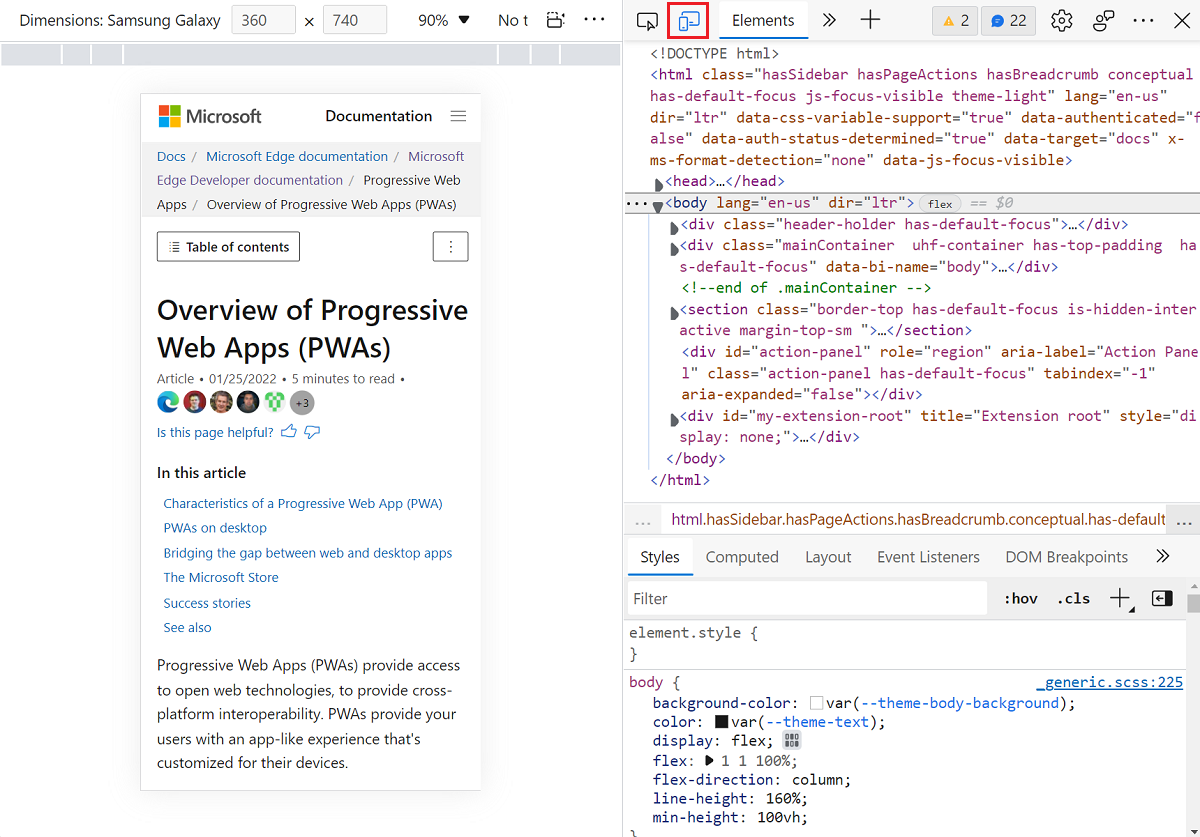 Dimensions: Samsung Galaxy 360 × 740 90% ▼ No t
Microsoft Documentation
Docs / Microsoft Edge documentation / Microsoft
Edge Developer documentation / Progressive Web
Apps / Overview of Progressive Web Apps (PWAs)
Table of contents
Overview of Progressive
Web Apps (PWAs)
Article • 01/25/2022 • 5 minutes to read •
+3
Is this page helpful?
In this article
Characteristics of a Progressive Web App (PWA)
PWAs on desktop
Bridging the gap between web and desktop apps
The Microsoft Store
Success stories
See also
Progressive Web Apps (PWAs) provide access
to open web technologies, to provide cross-
platform interoperability. PWAs provide your
users with an app-like experience that's
customized for their devices.
Elements 2 22
<!DOCTYPE html>
<html class="hasSidebar hasPageActions hasBreadcrumb conceptual
has-default-focus js-focus-visible theme-light" lang="en-us"
dir="ltr" data-css-variable-support="true" data-authenticated="f
alse" data-auth-status-determined="true" data-target="docs" x-
ms-format-detection="none" data-js-focus-visible>
<head>…</head>
<body lang="en-us" dir="ltr"> flex == $0
<div class="header-holder has-default-focus">…</div>
<div class="mainContainer  uhf-container has-top-padding  ha
s-default-focus" data-bi-name="body">…</div>
<!--end of .mainContainer -->
<section class="border-top has-default-focus is-hidden-inter
active margin-top-sm ">…</section>
<div id="action-panel" role="region" aria-label="Action Pane
l" class="action-panel has-default-focus" tabindex="-1"
aria-expanded="false"></div>
<div id="my-extension-root" title="Extension root" style="di
splay: none;">…</div>
</body>
</html>
... html.hasSidebar.hasPageActions.hasBreadcrumb.conceptual.has-default ...
Styles Computed Layout Event Listeners DOM Breakpoints
Filter :hov .cls
element.style {
}
body { _generic.scss:225
background-color: var(--theme-body-background);
color: var(--theme-text);
display: flex;
flex: 1 1 100%;
flex-direction: column;
line-height: 160%;
min-height: 100vh;
}